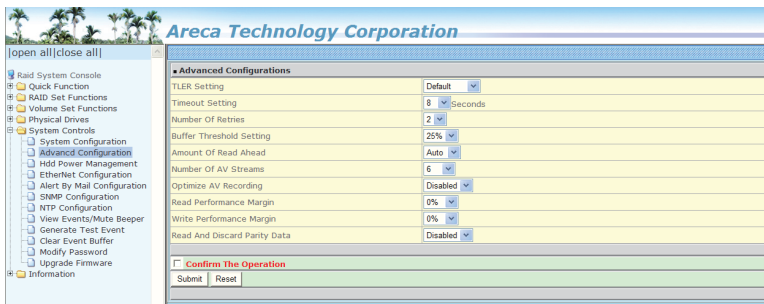 Areca Technology Corporation
|open all|close all|
Raid System Console
Quick Function
RAID Set Functions
Volume Set Functions
Physical Drives
System Controls
System Configuration
Advancd Configuration
Hdd Power Management
EtherNet Configuration
Alert By Mail Configuration
SNMP Configuration
NTP Configuration
View Events/Mute Beeper
Generate Test Event
Clear Event Buffer
Modify Password
Upgrade Firmware
Information
Advanced Configurations
TLER Setting Default
Timeout Setting 8 Seconds
Number Of Retries 2
Buffer Threshold Setting 25%
Amount Of Read Ahead Auto
Number Of AV Streams 6
Optimize AV Recording Disabled
Read Performance Margin 0%
Write Performance Margin 0%
Read And Discard Parity Data Disabled
Confirm The Operation
Submit Reset